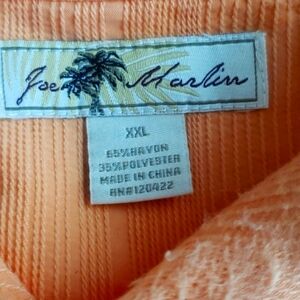 Joe Marlin
XXL
65%RAYON
35%POLYESTER
MADE IN CHINA
RN#120422